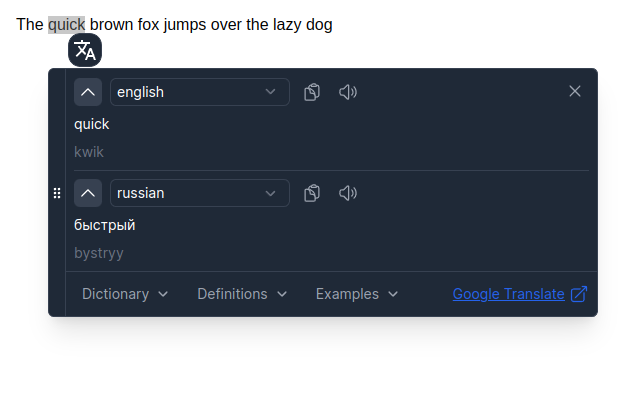 The quick brown fox jumps over the lazy dog
english
quick
kwik
russian
быстрый
bystryy
Dictionary Definitions Examples Google Translate